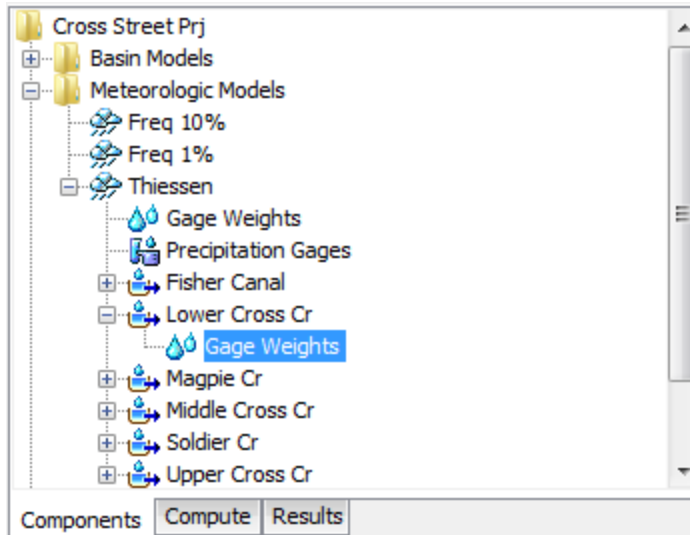 Cross Street Prj
Basin Models
Meteorologic Models
Freq 10%
Freq 1%
Thiessen
Gage Weights
Precipitation Gages
Fisher Canal
Lower Cross Cr
Gage Weights
Magpie Cr
Middle Cross Cr
Soldier Cr
Upper Cross Cr
Components Compute Results